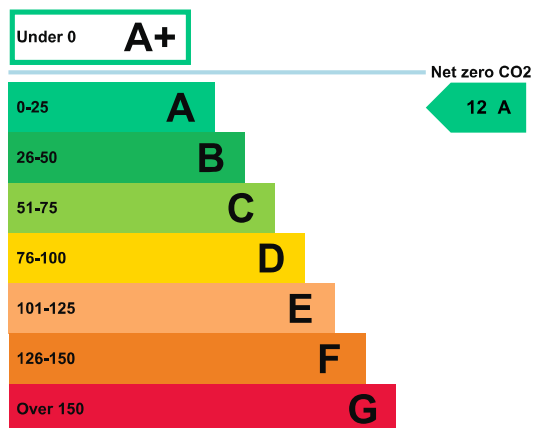 Under 0 A+
Net zero CO2
0-25 A 12 A
26-50 B
51-75 C
76-100 D
101-125 E
126-150 F
Over 150 G